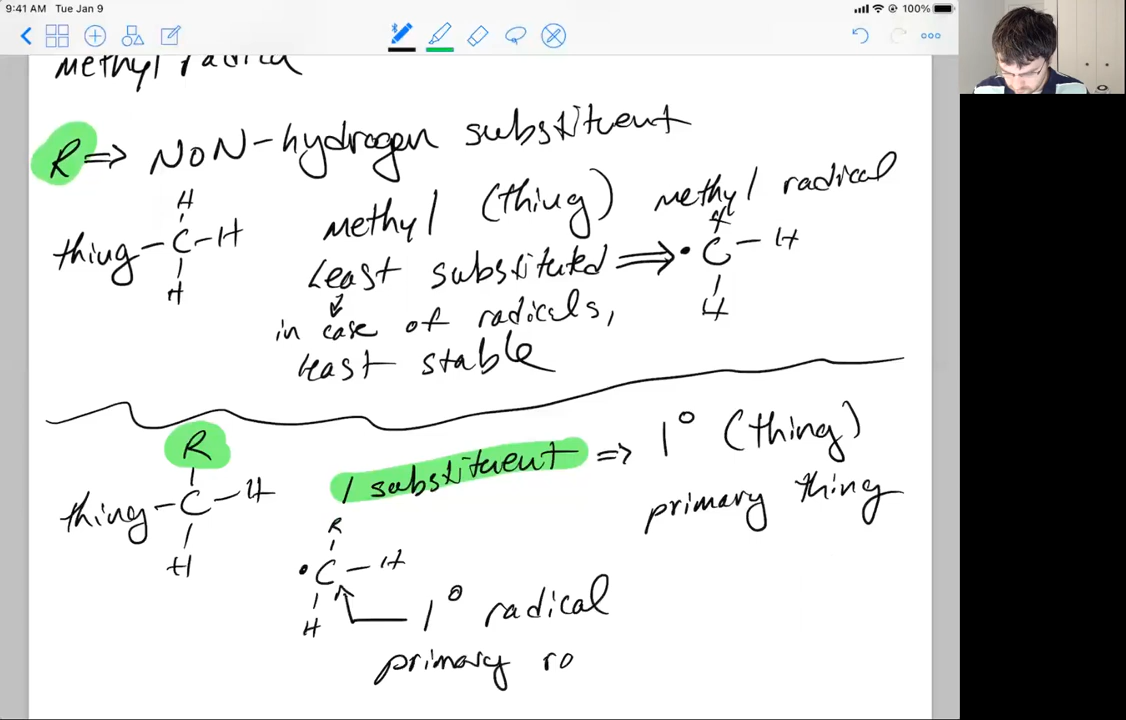 9:41 AM Tue Jan 9
100%
methyl radica
R => NoN-hydrogen substituent
H
thing-C-H
H
methyl (thing)
least substituted =>
in case of radicals,
least stable
methyl radical
H
•C-H
H
R
thing-C-H
H
1 substituent => 1° (thing)
primary thing
R
•C-H
H
1° radical
primary ra